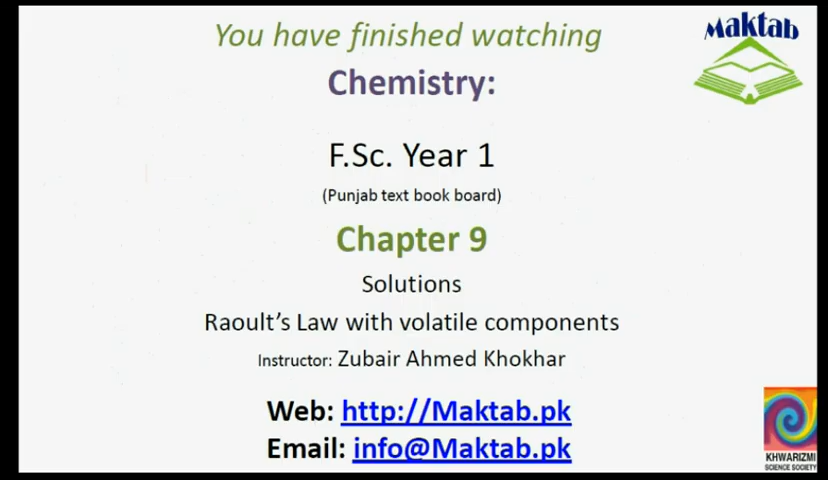 You have finished watching
Maktab
Chemistry:
F.Sc. Year 1
(Punjab text book board)
Chapter 9
Solutions
Raoult's Law with volatile components
Instructor: Zubair Ahmed Khokhar
Web: http://Maktab.pk
Email: info@Maktab.pk
KHWARIZMI
SCIENCE SOCIETY